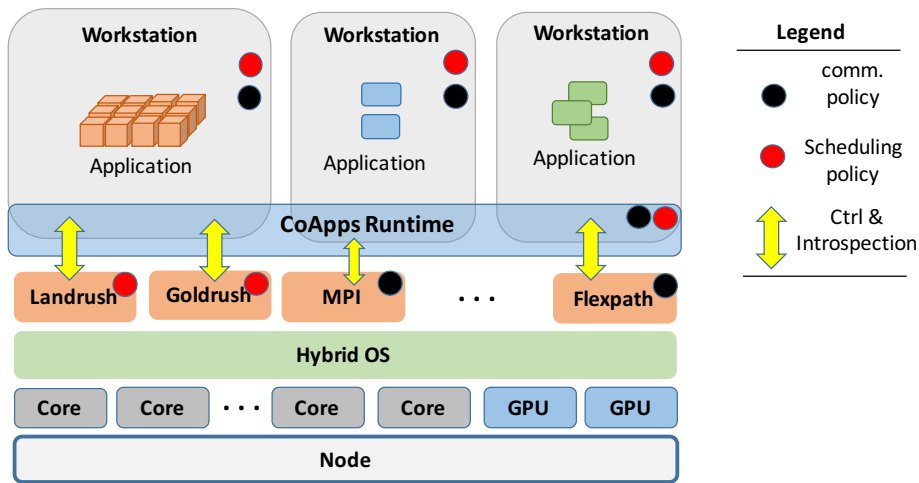 Workstation
Workstation
Workstation
Legend
comm.
policy
Application
Application
Application
Scheduling
policy
CoApps Runtime
Ctrl &
Introspection
Landrush
Goldrush
MPI
. . .
Flexpath
Hybrid OS
Core
Core
. . .
Core
Core
GPU
GPU
Node